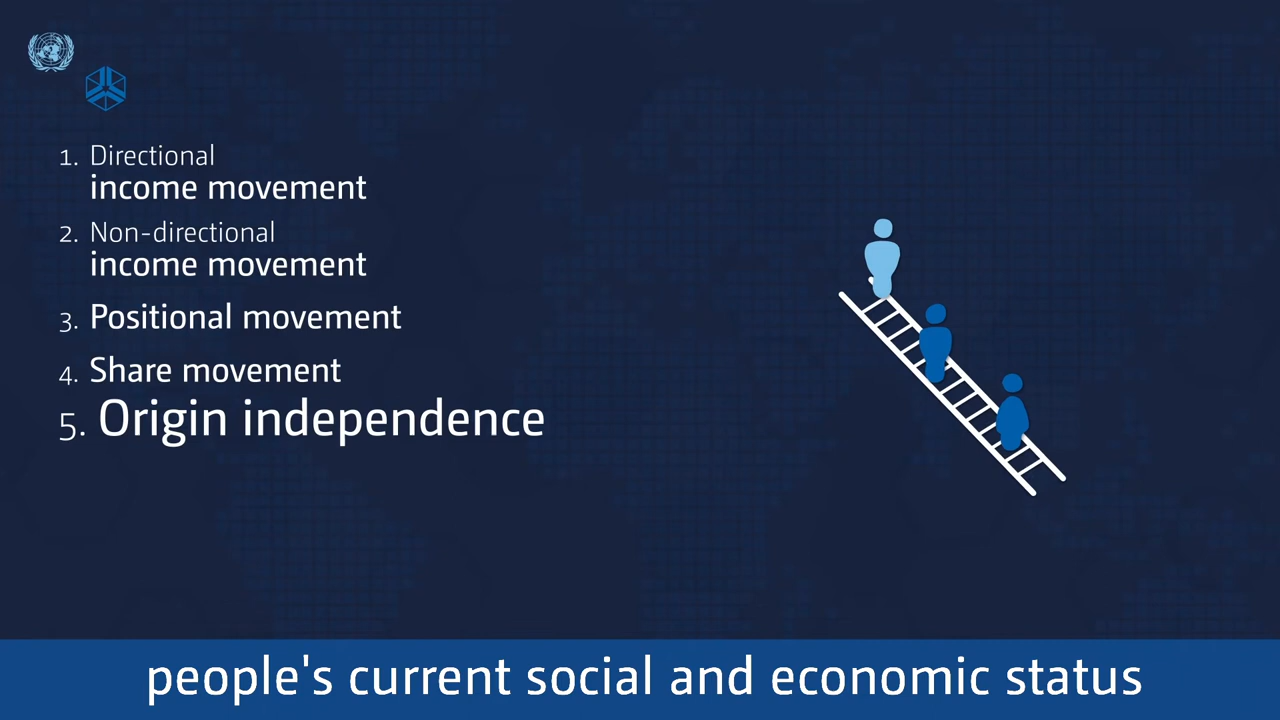 1. Directional
income movement
2. Non-directional
income movement
3. Positional movement
4. Share movement
5. Origin independence
people's current social and economic status